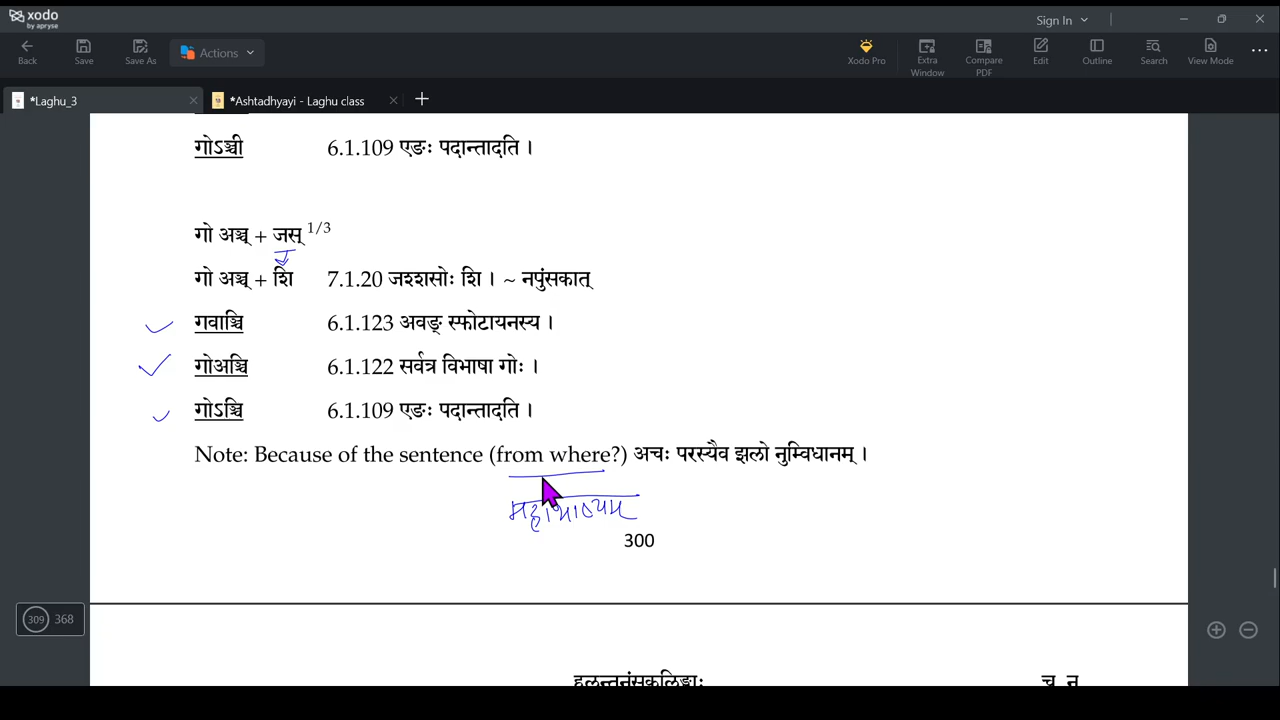 xodo
by apryse
Sign In
Back
Save
Save As
Actions
Xodo Pro
Extra Window
Compare PDF
Edit
Outline
Search
View Mode
*Laghu_3
*Ashtadhyayi - Laghu class
गोऽञ्ची 6.1.109 एङः पदान्तादति ।
गो अञ्च् + जस् 1/3
गो अञ्च् + शि 7.1.20 जश्शसोः शि । ~ नपुंसकात्
गवाञ्चि 6.1.123 अवङ् स्फोटायनस्य ।
गोअञ्चि 6.1.122 सर्वत्र विभाषा गोः ।
गोऽञ्चि 6.1.109 एङः पदान्तादति ।
Note: Because of the sentence (from where?) अचः परस्यैव झलो नुम्विधानम् ।
महाभाष्यम्
300
309 368
हलन्तनपुंसकलिङ्गाः